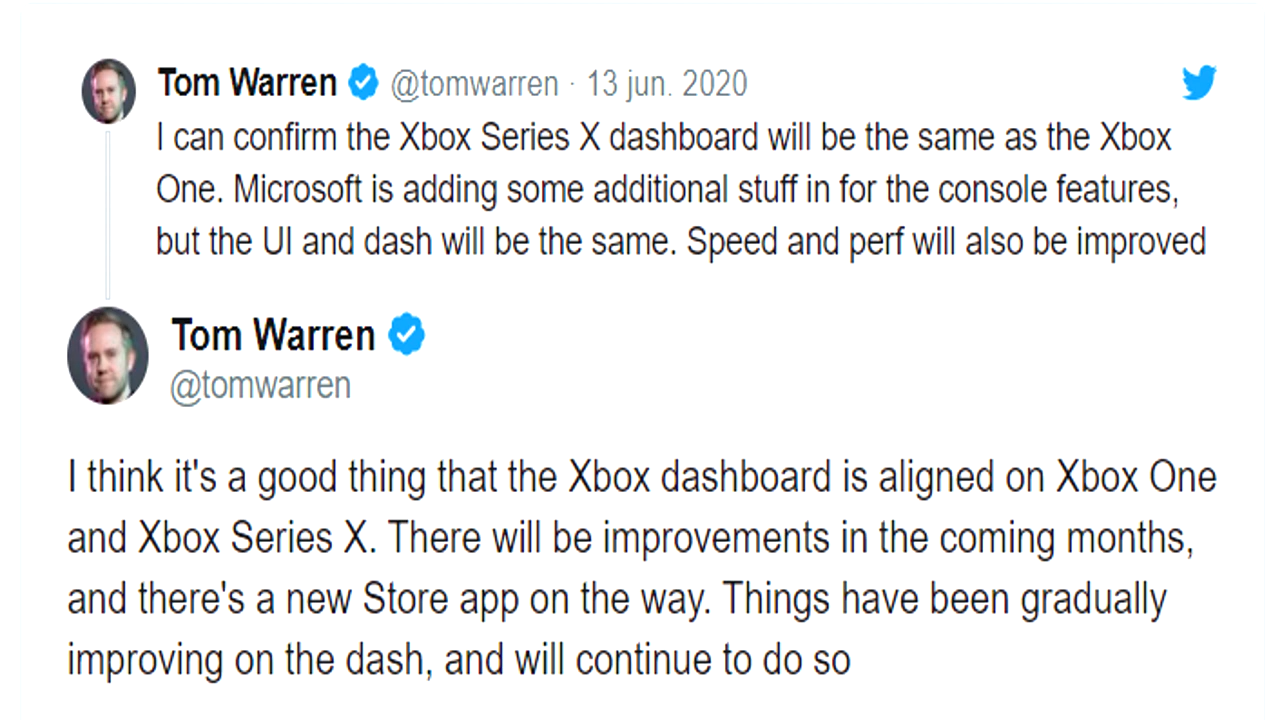 Tom Warren @tomwarren · 13 jun. 2020
I can confirm the Xbox Series X dashboard will be the same as the Xbox
One. Microsoft is adding some additional stuff in for the console features,
but the UI and dash will be the same. Speed and perf will also be improved
Tom Warren
@tomwarren
I think it's a good thing that the Xbox dashboard is aligned on Xbox One
and Xbox Series X. There will be improvements in the coming months,
and there's a new Store app on the way. Things have been gradually
improving on the dash, and will continue to do so